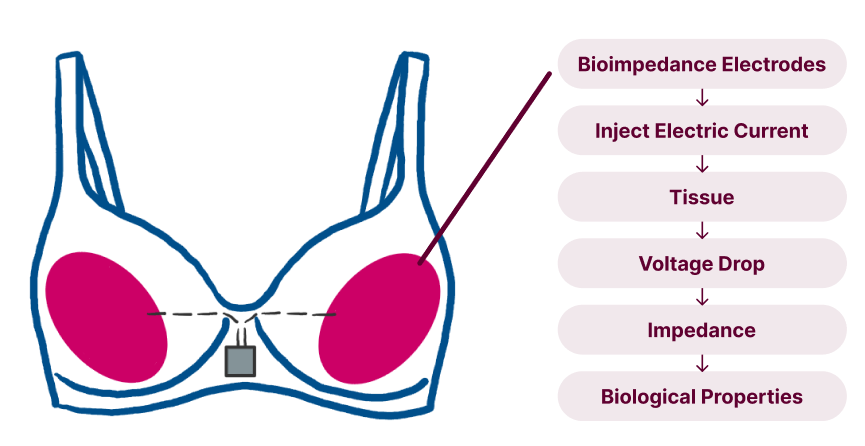 Bioimpedance Electrodes
Inject Electric Current
Tissue
Voltage Drop
Impedance
Biological Properties